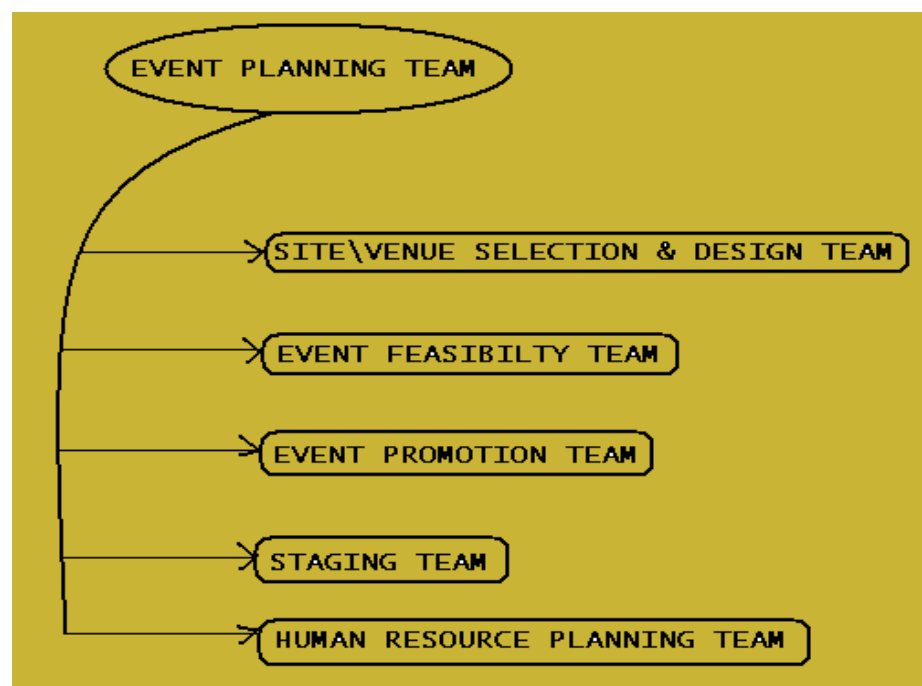 EVENT PLANNING TEAM
SITE\VENUE SELECTION & DESIGN TEAM
EVENT FEASIBILTY TEAM
EVENT PROMOTION TEAM
STAGING TEAM
HUMAN RESOURCE PLANNING TEAM